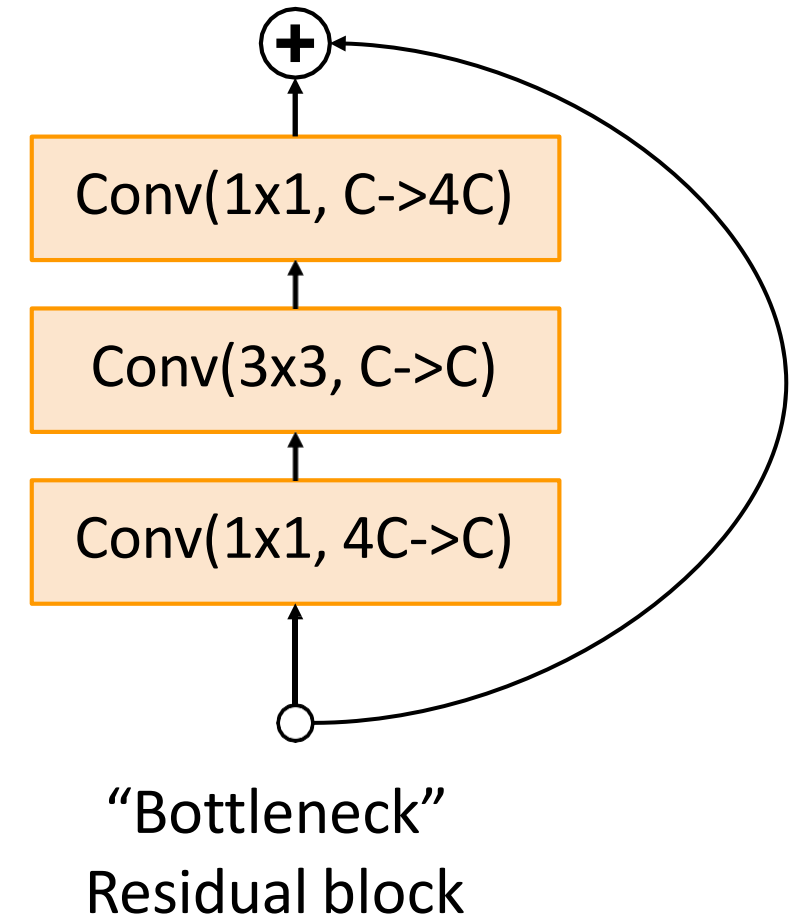 +
Conv(1x1, C->4C)
Conv(3x3, C->C)
Conv(1x1, 4C->C)
“Bottleneck”
Residual block